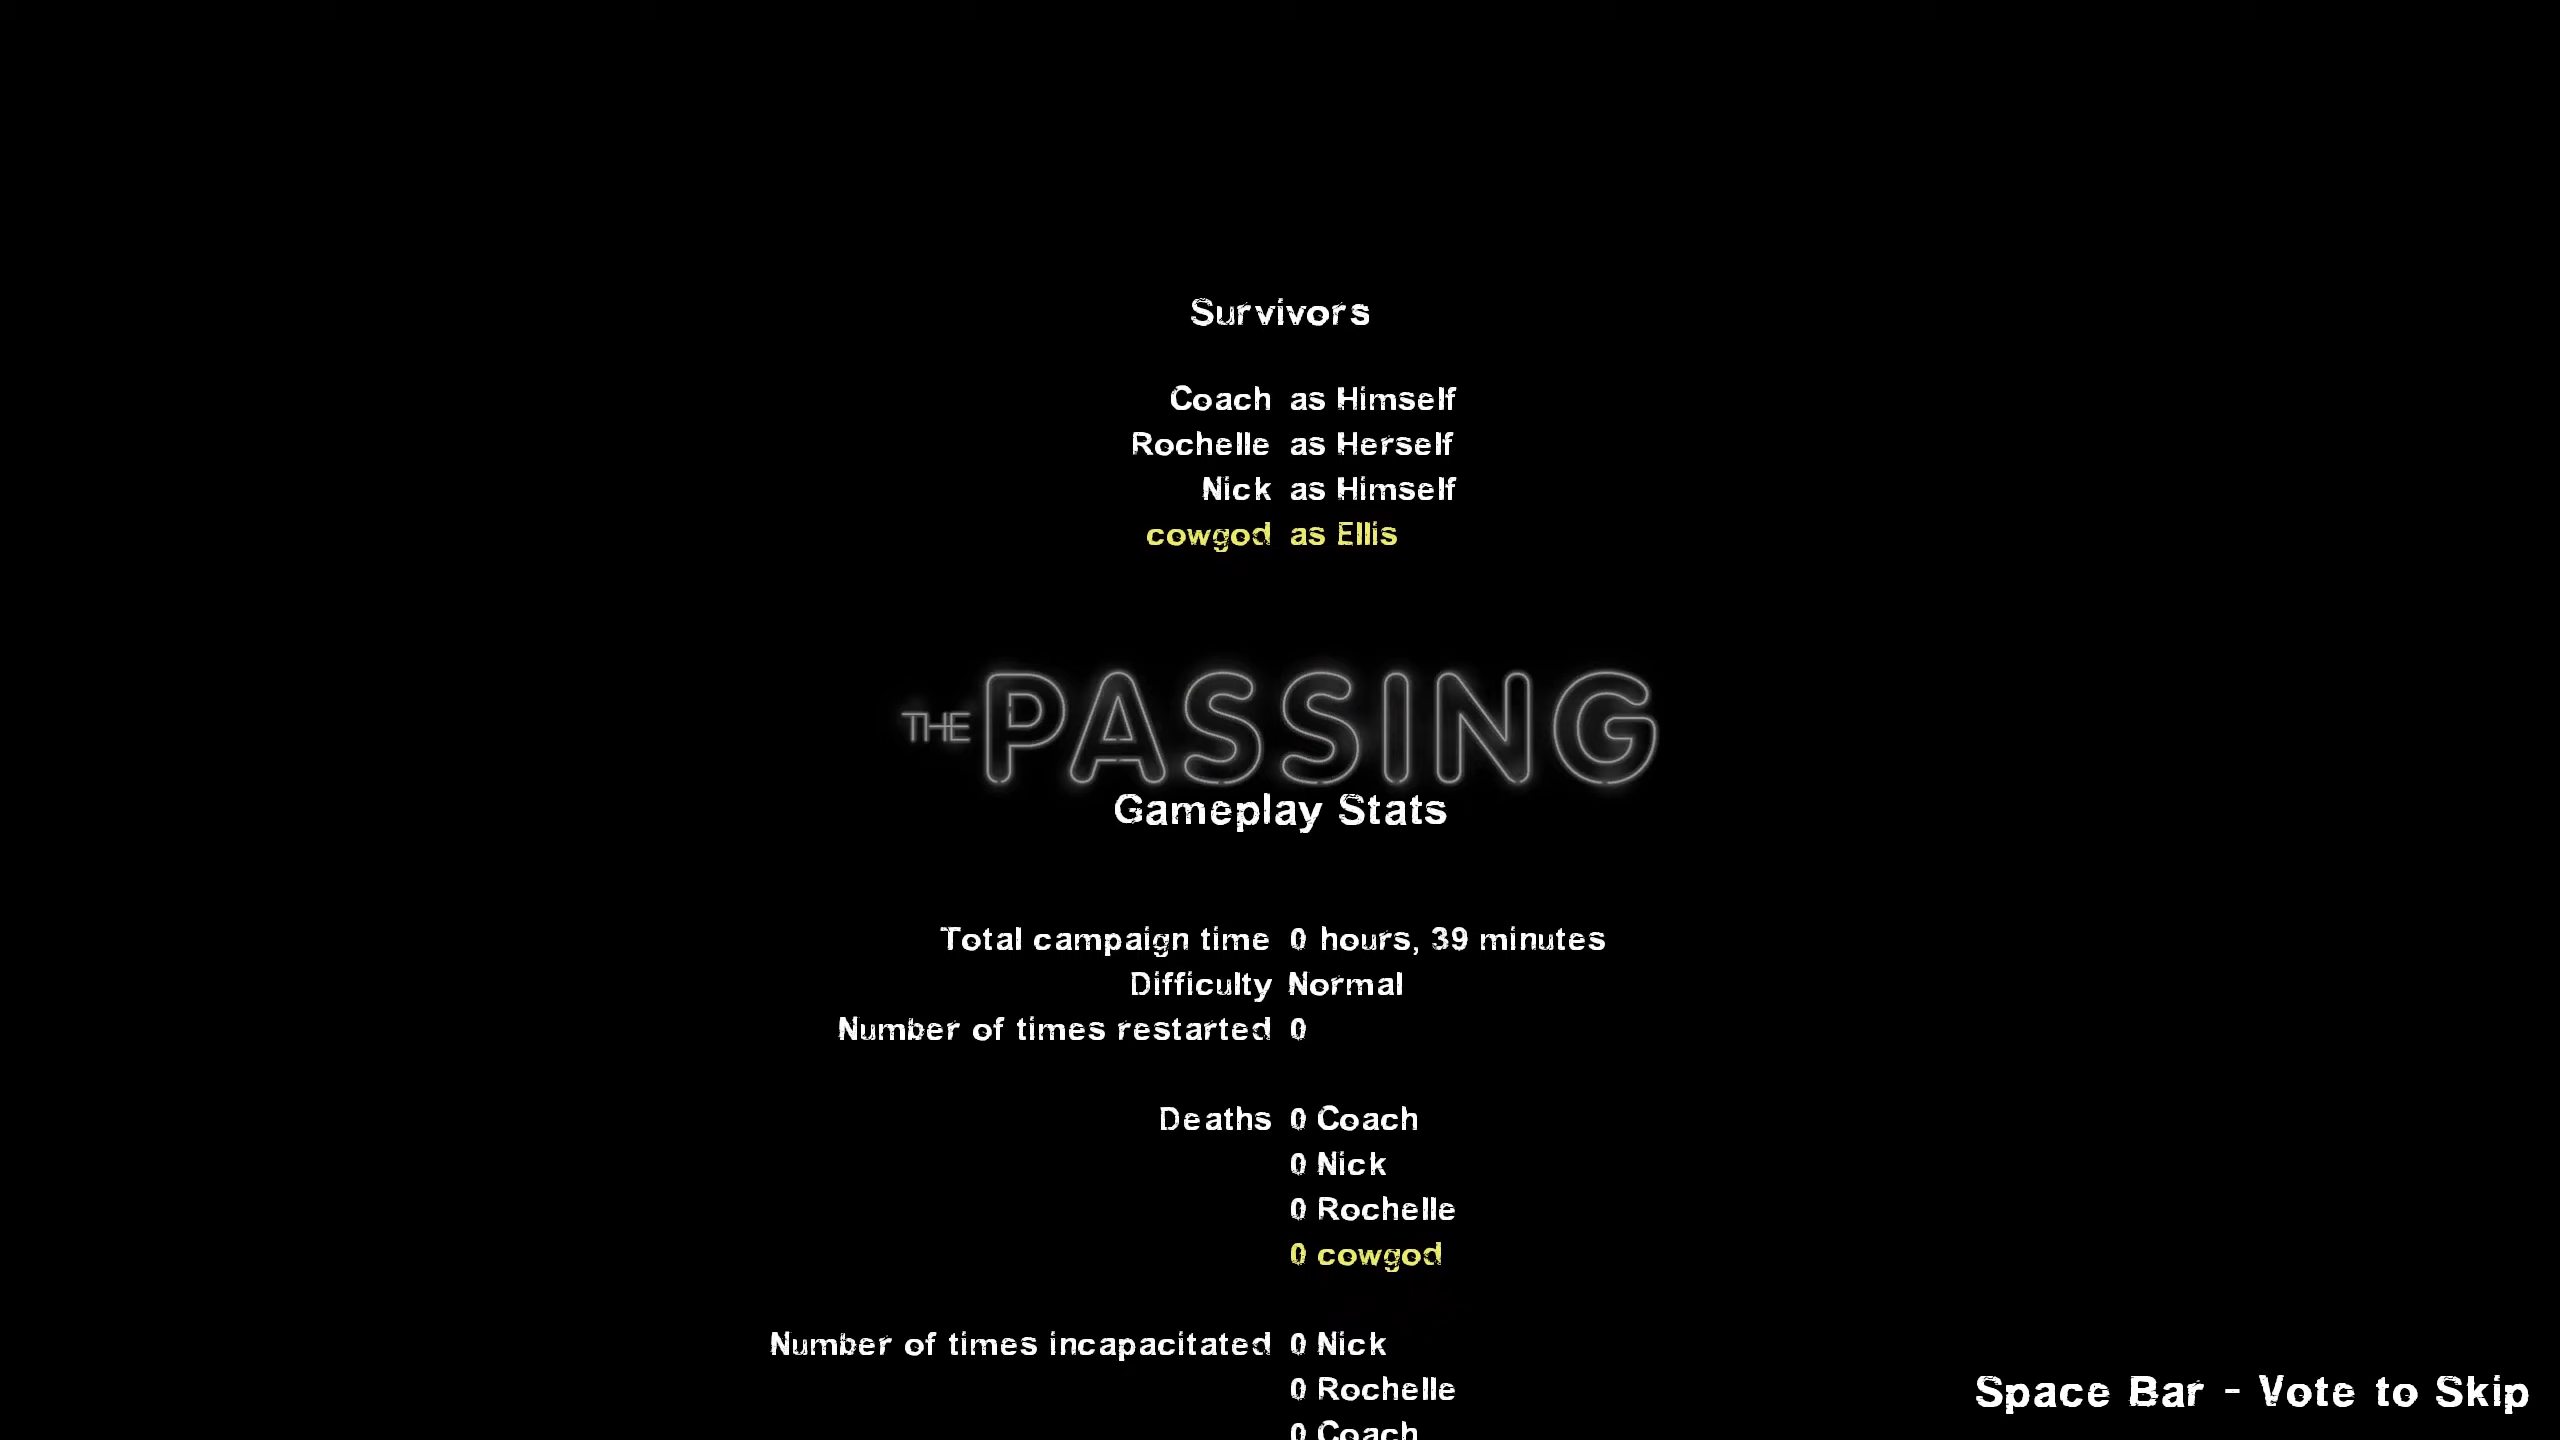 Survivors
Coach as Himself
Rochelle as Herself
Nick as Himself
cowgod as Ellis
THE PASSING
Gameplay Stats
Total campaign time 0 hours, 39 minutes
Difficulty Normal
Number of times restarted 0
Deaths 0 Coach
0 Nick
0 Rochelle
0 cowgod
Number of times incapacitated 0 Nick
0 Rochelle
0 Coach
Space Bar - Vote to Skip